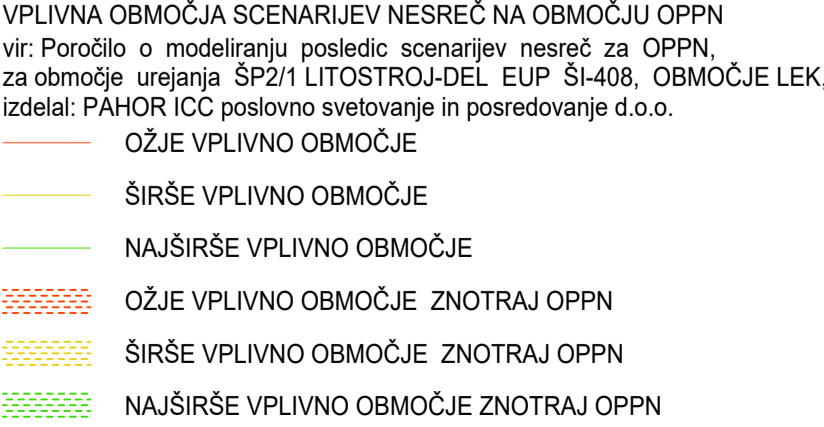 VPLIVNA OBMOČJA SCENARIJEV NESREČ NA OBMOČJU OPPN
vir: Poročilo o modeliranju posledic scenarijev nesreč za OPPN,
za območje urejanja ŠP2/1 LITOSTROJ-DEL EUP ŠI-408, OBMOČJE LEK,
izdelal: PAHOR ICC poslovno svetovanje in posredovanje d.o.o.
OŽJE VPLIVNO OBMOČJE
ŠIRŠE VPLIVNO OBMOČJE
NAJŠIRŠE VPLIVNO OBMOČJE
OŽJE VPLIVNO OBMOČJE ZNOTRAJ OPPN
ŠIRŠE VPLIVNO OBMOČJE ZNOTRAJ OPPN
NAJŠIRŠE VPLIVNO OBMOČJE ZNOTRAJ OPPN